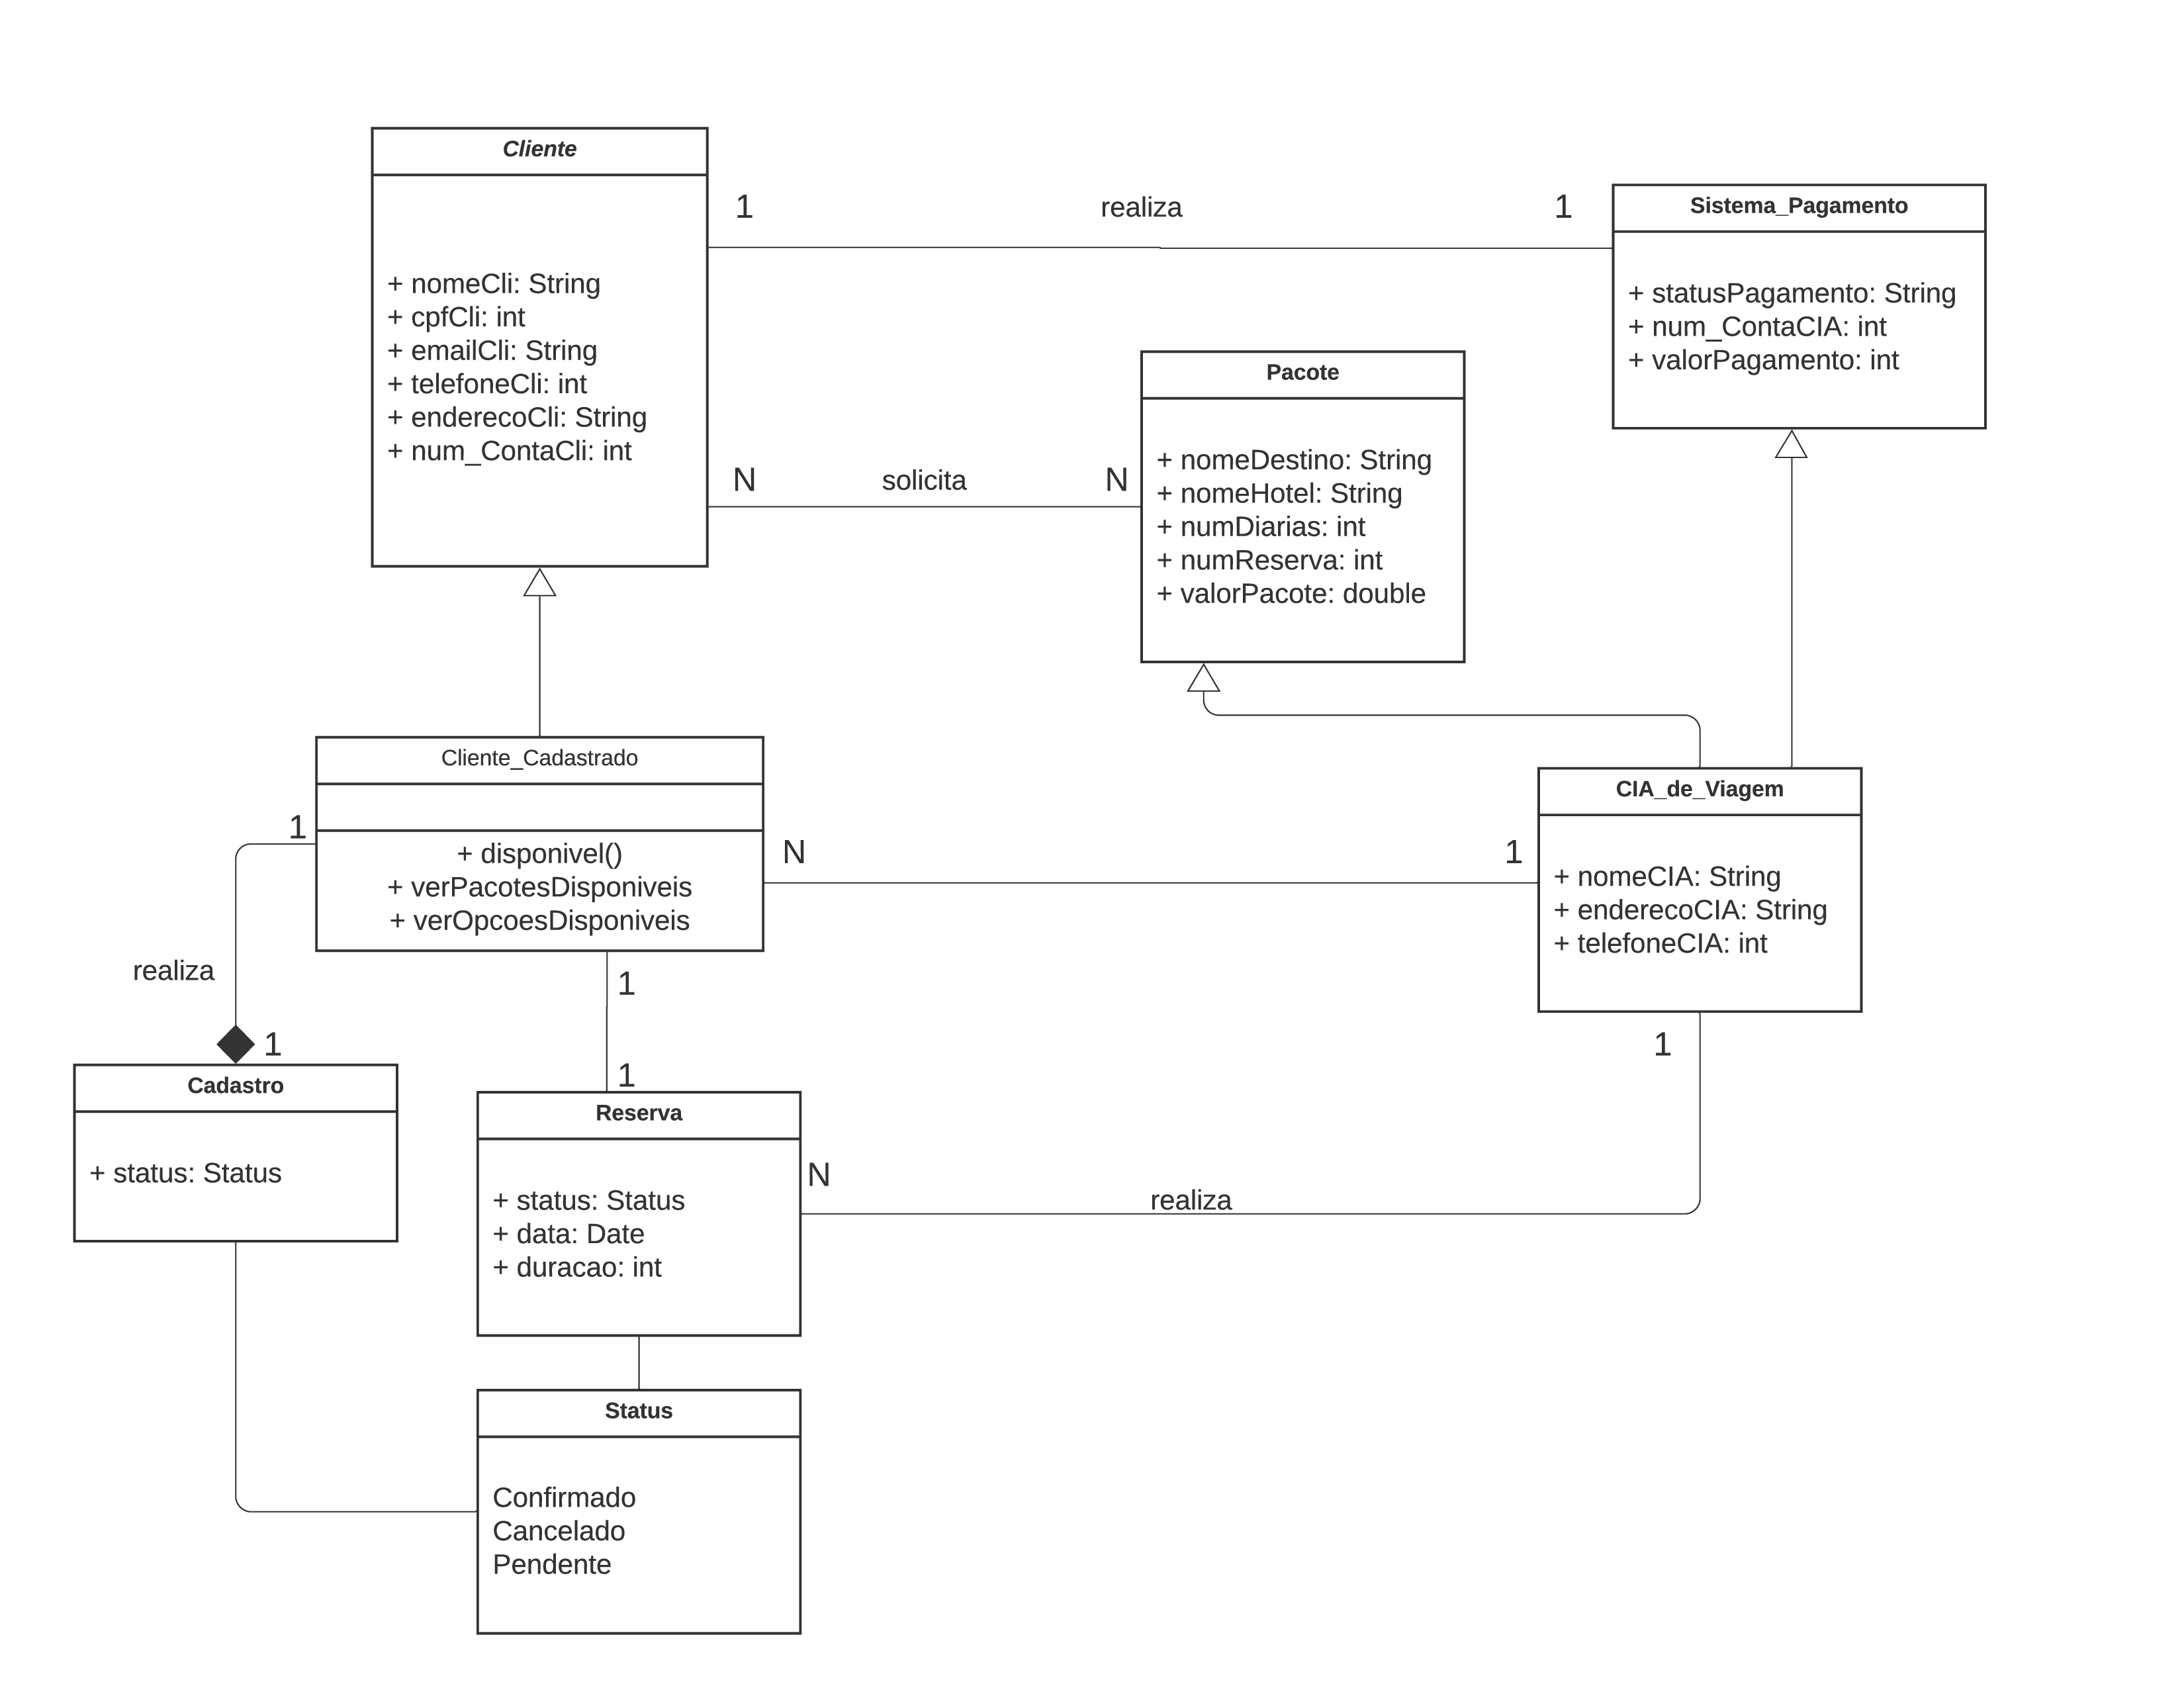 Cliente
+ nomeCli: String
+ cpfCli: int
+ emailCli: String
+ telefoneCli: int
+ enderecoCli: String
+ num_ContaCli: int
1
realiza
1
Sistema_Pagamento
+ statusPagamento: String
+ num_ContaCIA: int
+ valorPagamento: int
N
solicita
N
Pacote
+ nomeDestino: String
+ nomeHotel: String
+ numDiarias: int
+ numReserva: int
+ valorPacote: double
Cliente_Cadastrado
+ disponivel()
+ verPacotesDisponiveis
+ verOpcoesDisponiveis
N
1
CIA_de_Viagem
+ nomeCIA: String
+ enderecoCIA: String
+ telefoneCIA: int
1
realiza
1
Cadastro
+ status: Status
1
1
Reserva
+ status: Status
+ data: Date
+ duracao: int
N
realiza
1
Status
Confirmado
Cancelado
Pendente